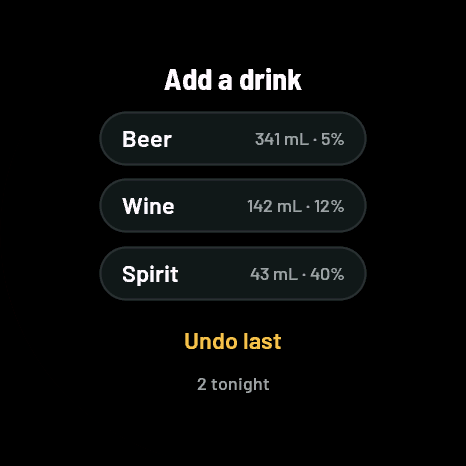 Add a drink
Beer 341 mL · 5%
Wine 142 mL · 12%
Spirit 43 mL · 40%
Undo last
2 tonight